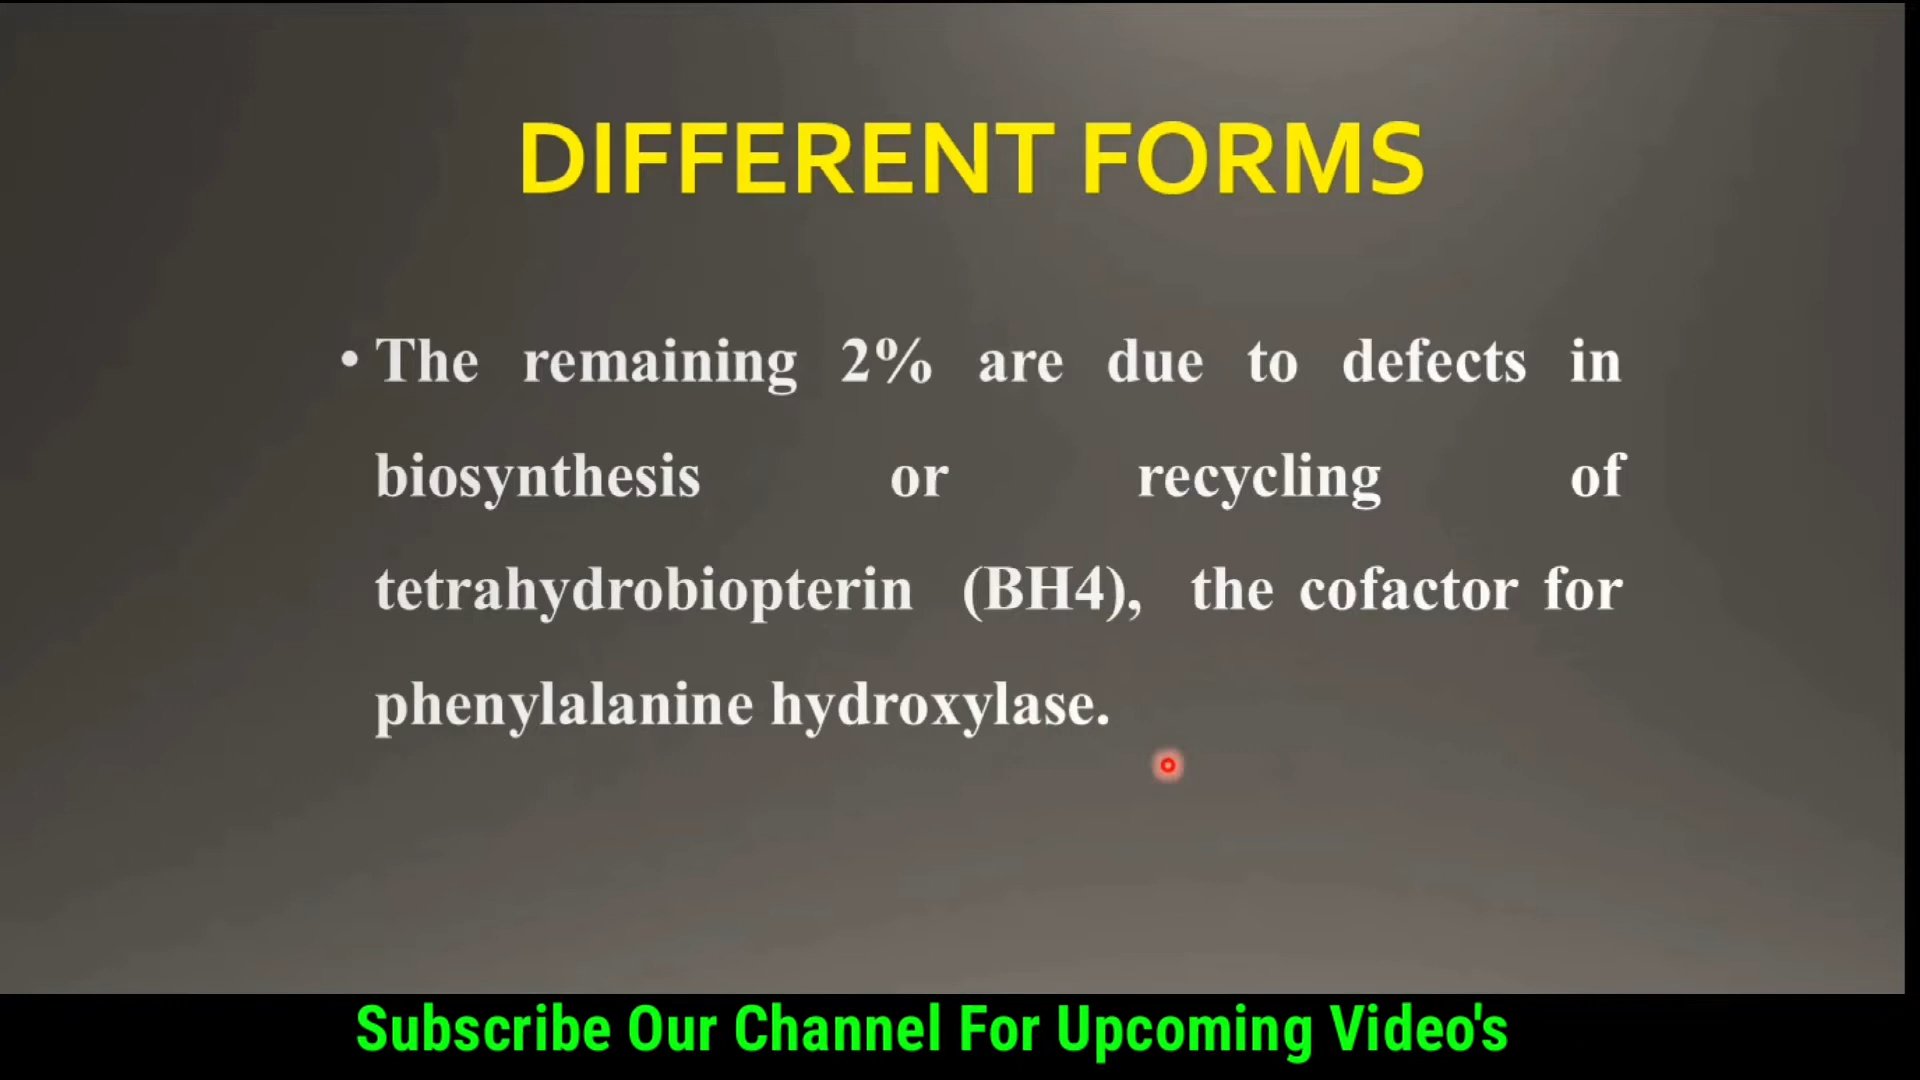 DIFFERENT FORMS
• The remaining 2% are due to defects in
biosynthesis or recycling of
tetrahydrobiopterin (BH4), the cofactor for
phenylalanine hydroxylase.
Subscribe Our Channel For Upcoming Video's